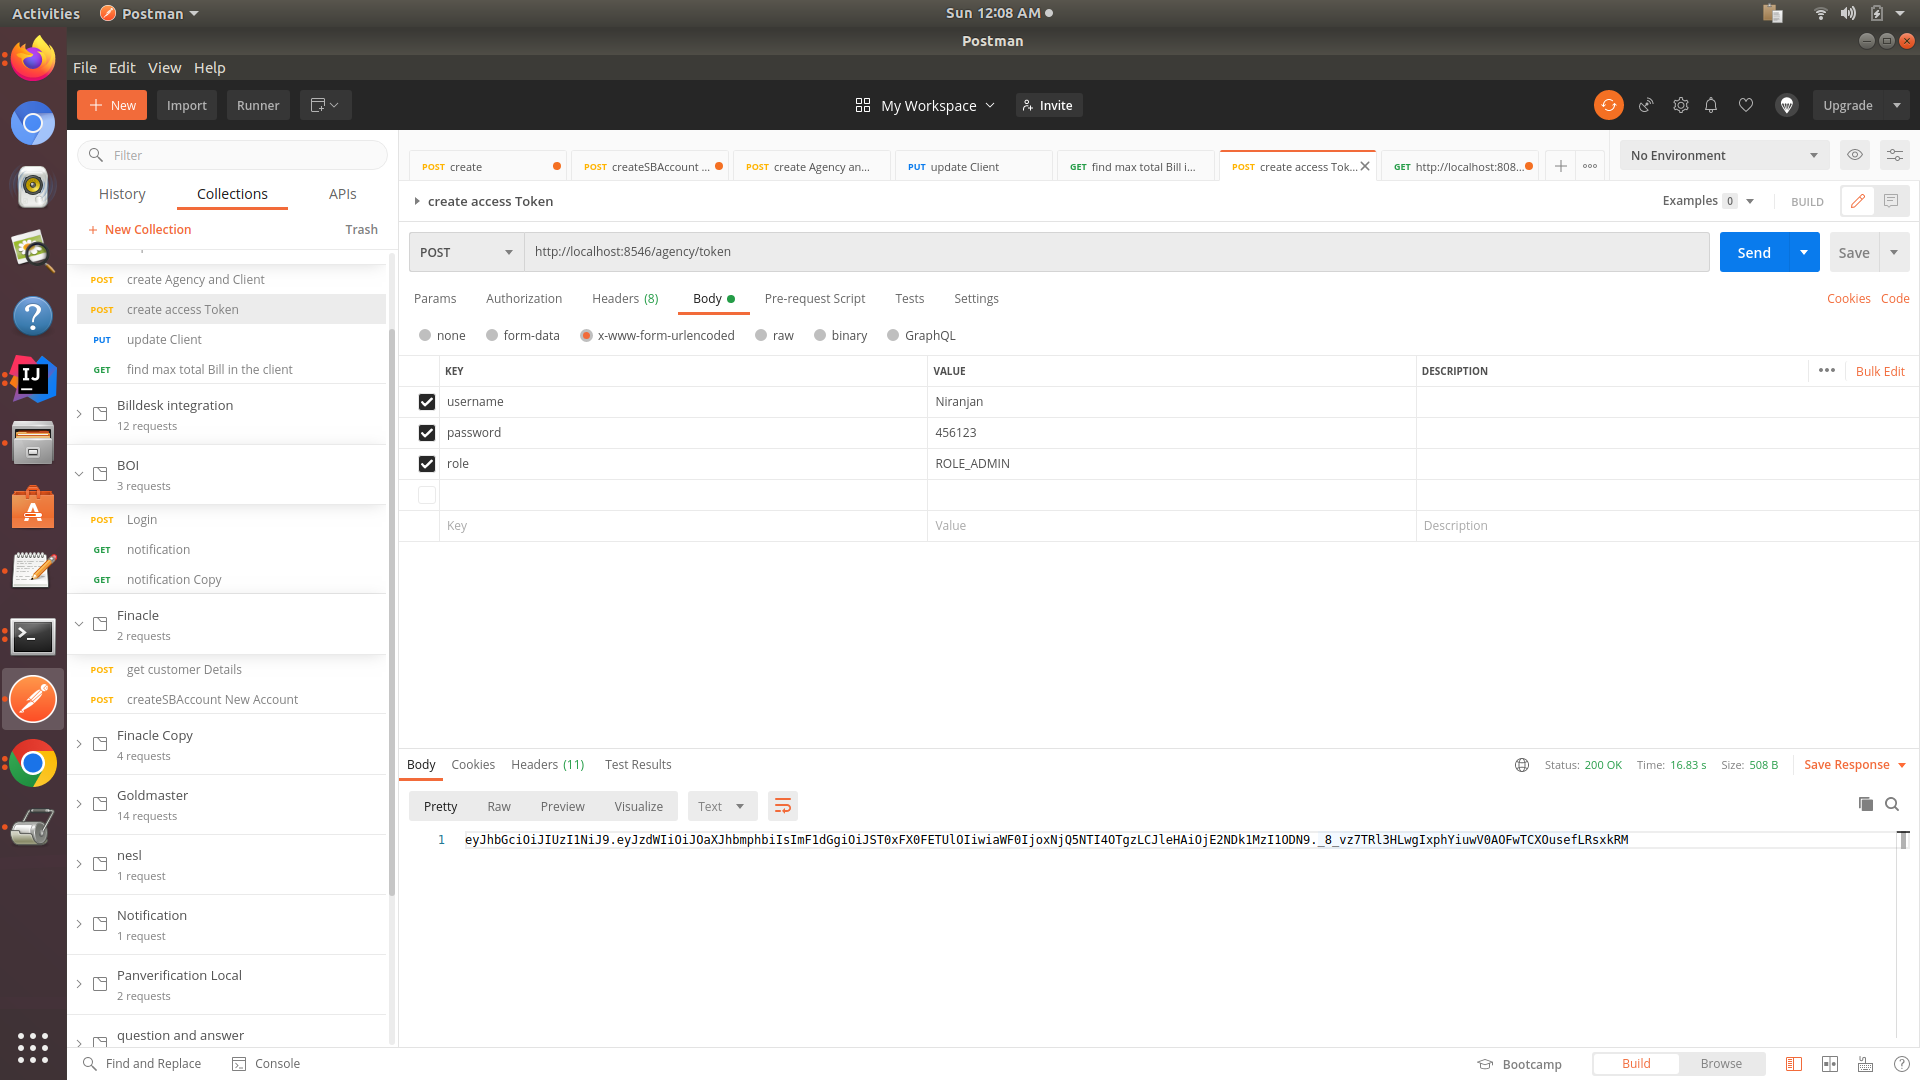 Activities
Postman
Sun 12:08 AM
Postman
File Edit View Help
New
Import
Runner
My Workspace
Invite
Upgrade
Filter
History
Collections
APIs
+ New Collection
Trash
POST create Agency and Client
POST create access Token
PUT update Client
GET find max total Bill in the client
Billdesk integration
12 requests
BOI
3 requests
POST Login
GET notification
GET notification Copy
Finacle
2 requests
POST get customer Details
POST createSBAccount New Account
Finacle Copy
4 requests
Goldmaster
14 requests
nesl
1 request
Notification
1 request
Panverification Local
2 requests
question and answer
POST create
POST createSBAccount ...
POST create Agency an...
PUT update Client
GET find max total Bill i...
POST create access Tok...
GET http://localhost:808...
No Environment
create access Token
Examples 0
BUILD
POST
http://localhost:8546/agency/token
Send
Save
Params
Authorization
Headers (8)
Body
Pre-request Script
Tests
Settings
Cookies
Code
none
form-data
x-www-form-urlencoded
raw
binary
GraphQL
KEY VALUE DESCRIPTION
Bulk Edit
username Niranjan
password 456123
role ROLE_ADMIN
Key Value Description
Body
Cookies
Headers (11)
Test Results
Status: 200 OK
Time: 16.83 s
Size: 508 B
Save Response
Pretty
Raw
Preview
Visualize
Text
1 eyJhbGciOiJIUzI1NiJ9.eyJzdWIiOiJOaXJhbmphbiIsImF1dGgiOiJST0xFX0FETUlOIiwiaWF0IjoxNjQ5NTI4OTgzLCJleHAiOjE2NDk1MzI1ODN9._8_vz7TRl3HLwgIxphYiuwV0AOFwTCXOusefLRsxkRM
Find and Replace
Console
Bootcamp
Build
Browse